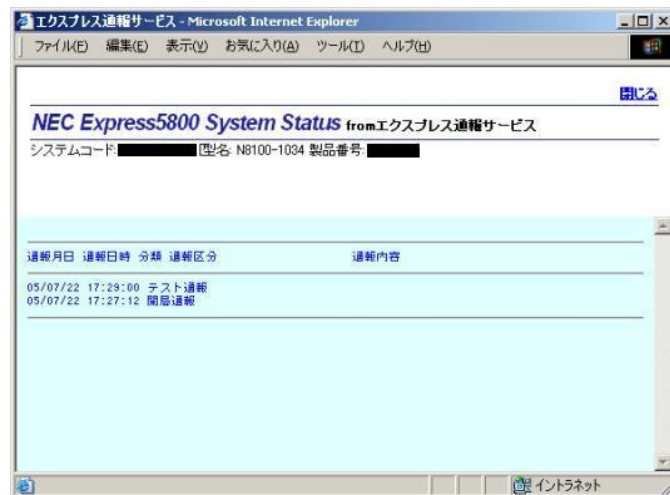 エクスプレス通報サービス - Microsoft Internet Explorer
ファイル(F) 編集(E) 表示(V) お気に入り(A) ツール(T) ヘルプ(H)
閉じる
NEC Express5800 System Status fromエクスプレス通報サービス
システムコード: 型名: N8100-1034 製品番号:
通報月日 通報日時 分類 通報区分 通報内容
05/07/22 17:29:00 テスト通報
05/07/22 17:27:12 開局通報
イントラネット